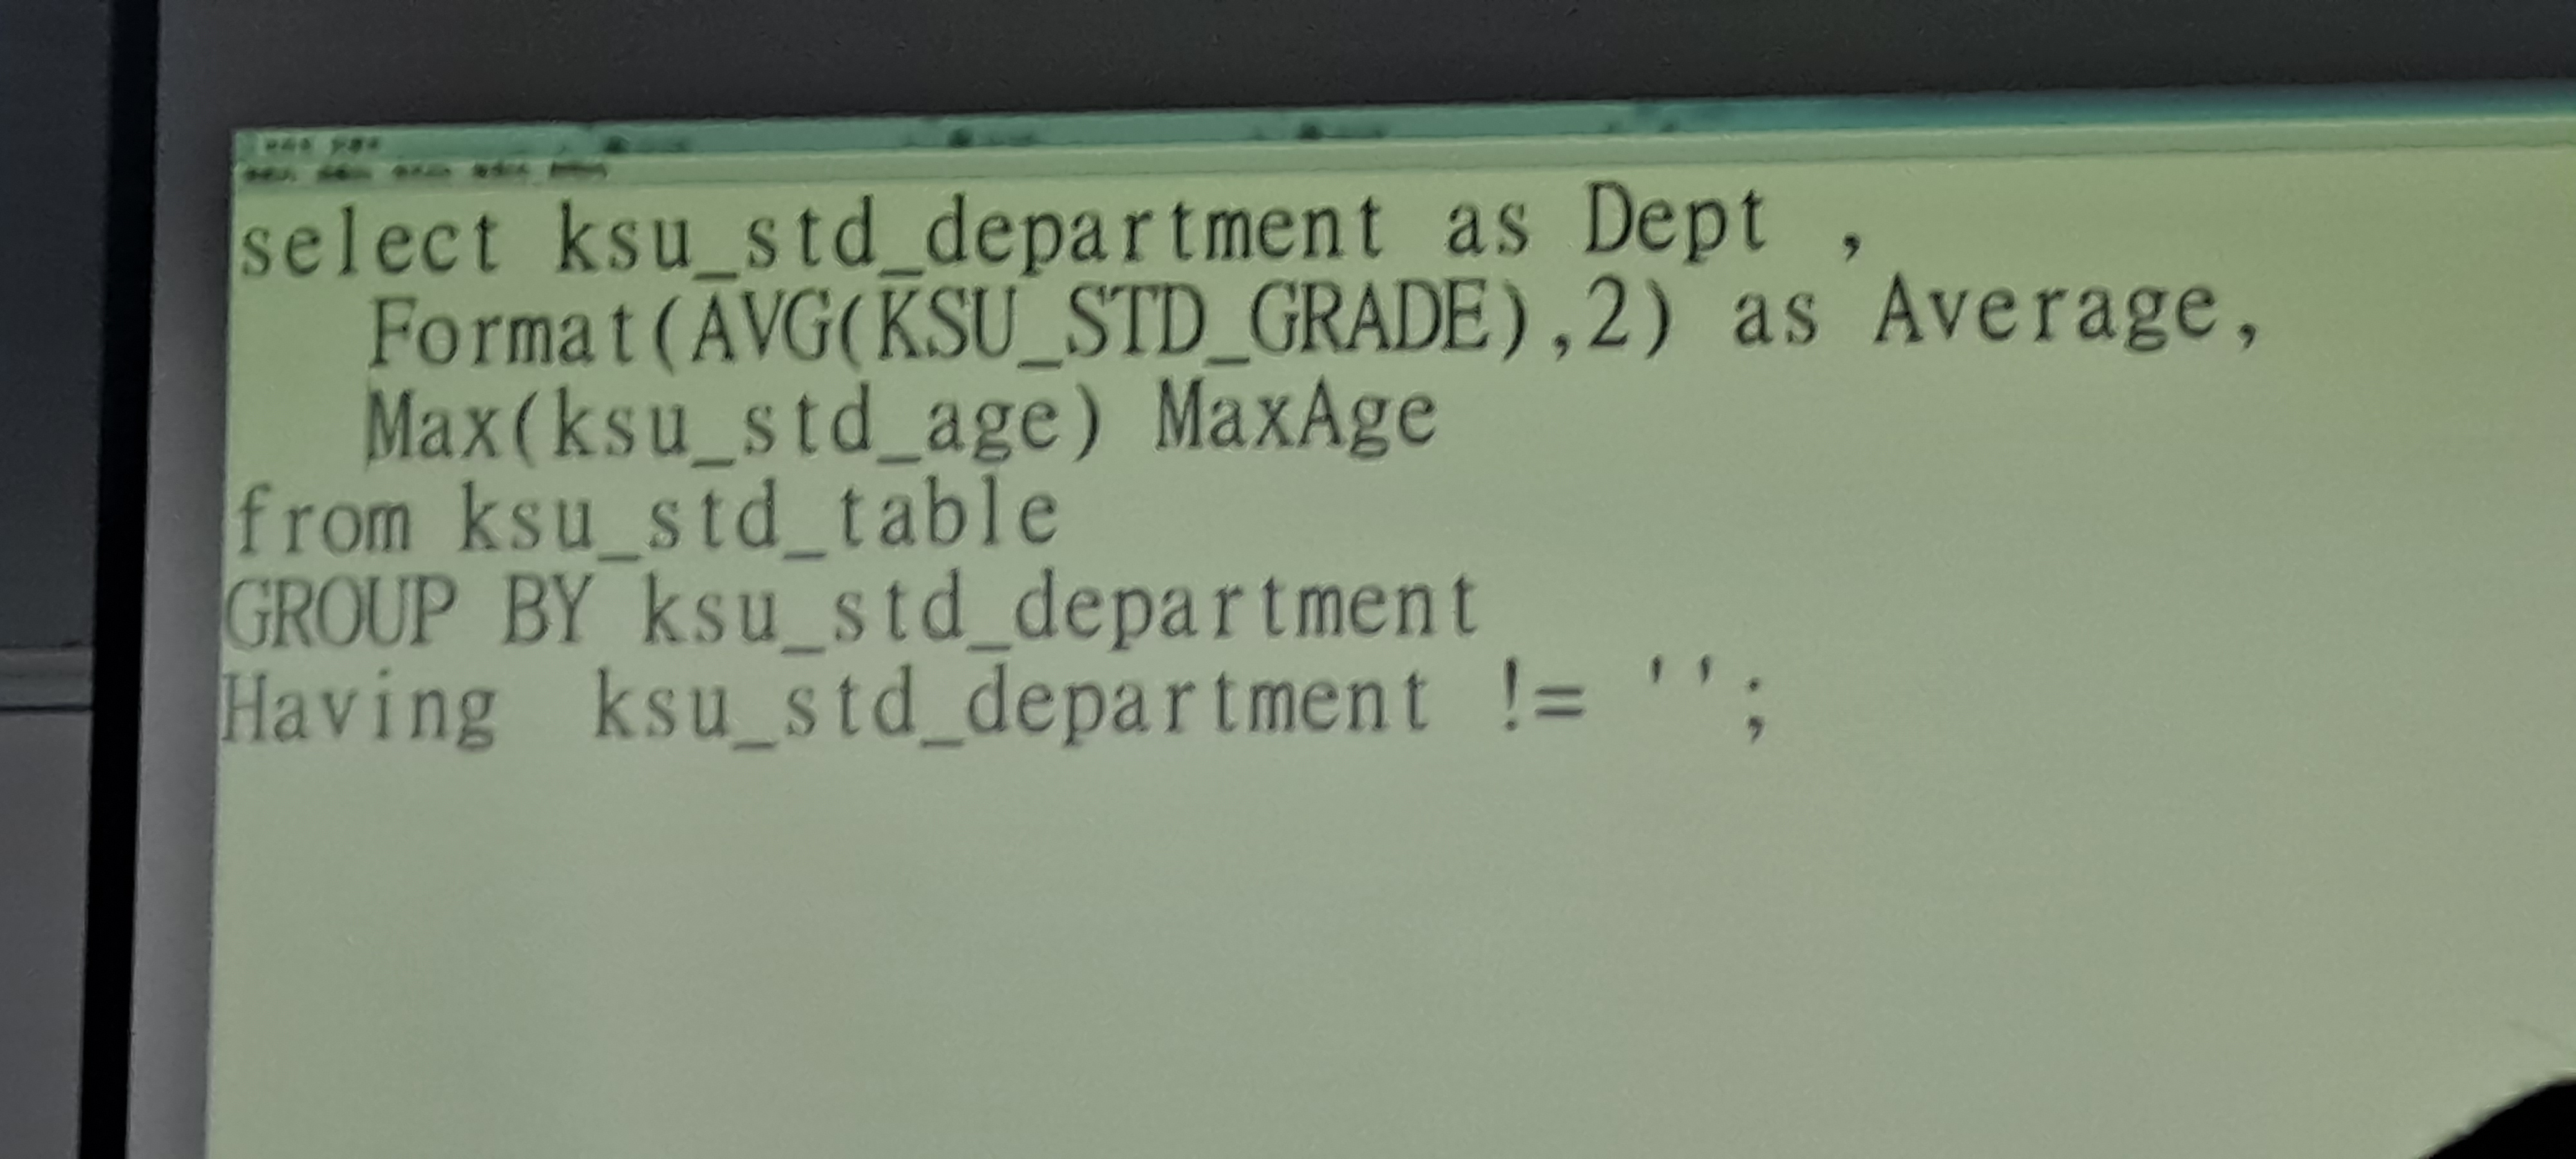 select ksu_std_department as Dept ,
   Format(AVG(KSU_STD_GRADE),2) as Average,
   Max(ksu_std_age) MaxAge
from ksu_std_table
GROUP BY ksu_std_department
Having  ksu_std_department != '';